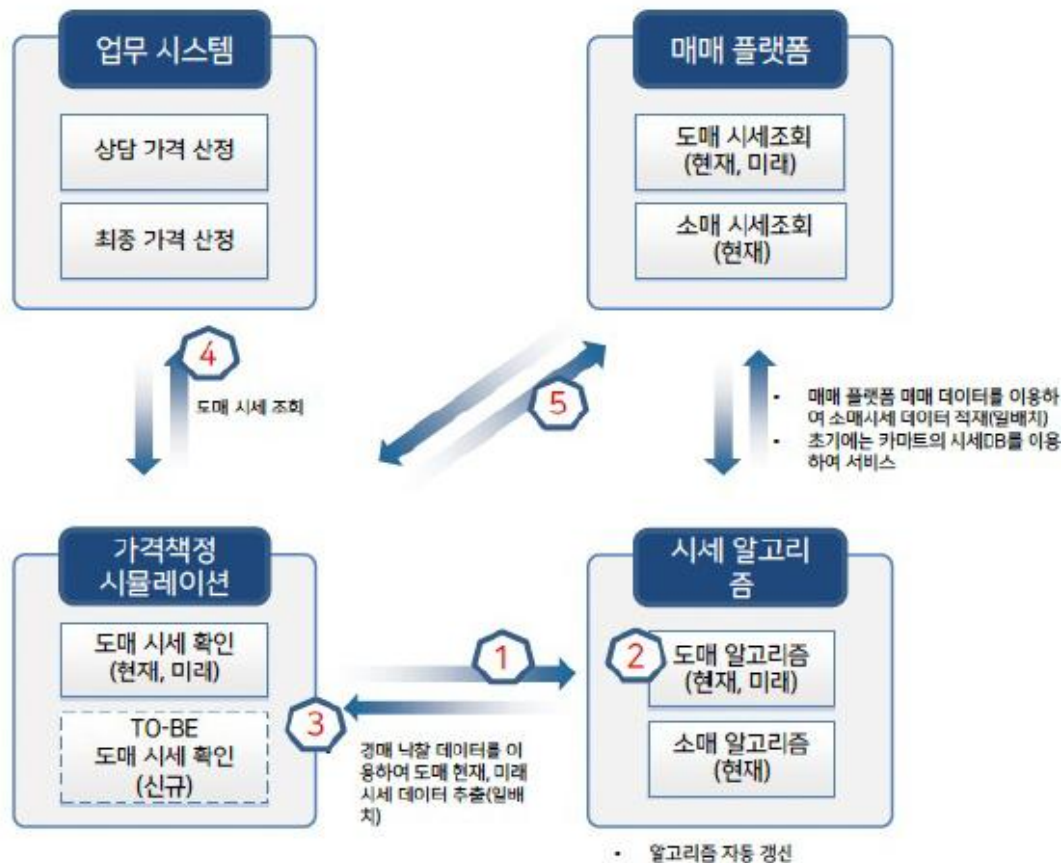 업무 시스템
상담 가격 산정
최종 가격 산정
매매 플랫폼
도매 시세조회
(현재, 미래)
소매 시세조회
(현재)
4
도매 시세 조회
5
• 매매 플랫폼 매매 데이터를 이용하
여 소매시세 데이터 적재(일배치)
• 초기에는 카마트의 시세DB를 이용
하여 서비스
가격책정
시뮬레이션
도매 시세 확인
(현재, 미래)
TO-BE
도매 시세 확인
(신규)
1
3
• 경매 낙찰 데이터를 이
용하여 도매 현재, 미래
시세 데이터 추출(일배
치)
시세 알고리
즘
2
도매 알고리즘
(현재, 미래)
소매 알고리즘
(현재)
• 알고리즘 자동 갱신